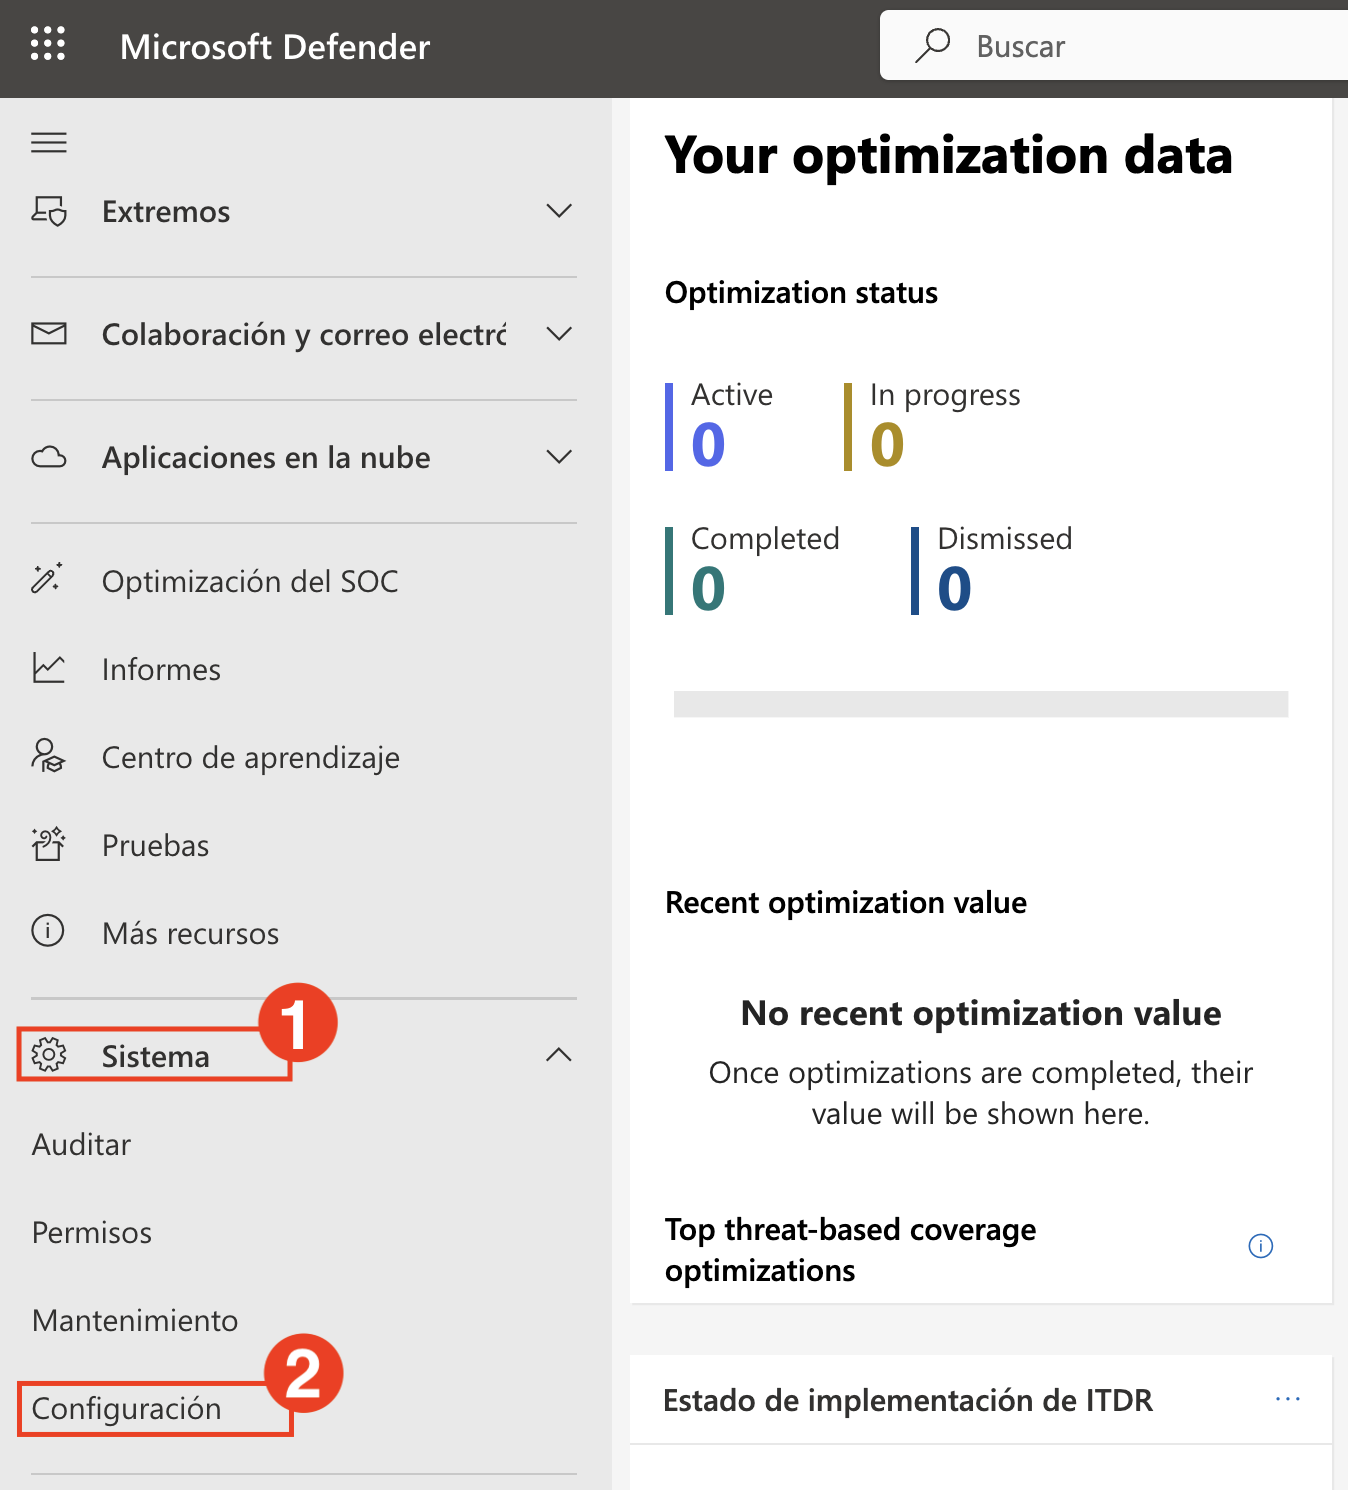 Microsoft Defender
Buscar
Extremos
Colaboración y correo electró
Aplicaciones en la nube
Optimización del SOC
Informes
Centro de aprendizaje
Pruebas
Más recursos
1
Sistema
Auditar
Permisos
Mantenimiento
2
Configuración
Your optimization data
Optimization status
Active
0
In progress
0
Completed
0
Dismissed
0
Recent optimization value
No recent optimization value
Once optimizations are completed, their
value will be shown here.
Top threat-based coverage
optimizations
Estado de implementación de ITDR